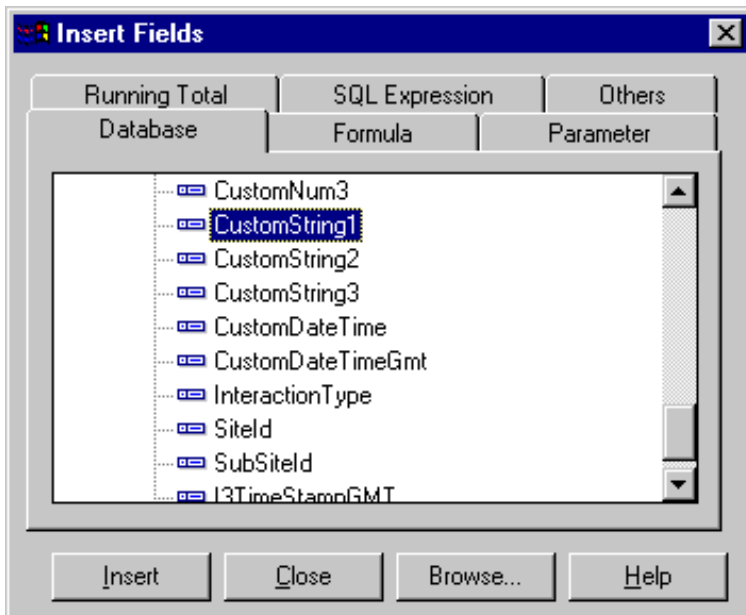 Insert Fields
Running Total SQL Expression Others
Database Formula Parameter
CustomNum3
CustomString1
CustomString2
CustomString3
CustomDateTime
CustomDateTimeGmt
InteractionType
SiteId
SubSiteId
I3TimeStampGMT
Insert Close Browse... Help